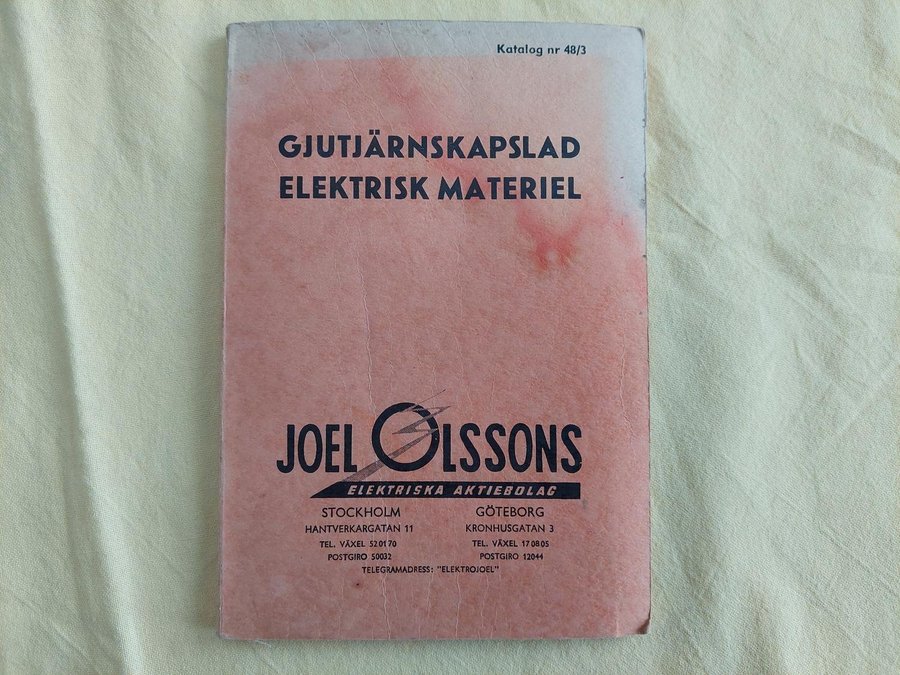 Katalog nr 48/3
GJUTJÄRNSKAPSLAD
ELEKTRISK MATERIEL
JOEL OLSSONS
ELEKTRISKA AKTIEBOLAG
STOCKHOLM
HANTVERKARGATAN 11
TEL. VÄXEL 520170
POSTGIRO 50032
GÖTEBORG
KRONHUSGATAN 3
TEL. VÄXEL 170805
POSTGIRO 12044
TELEGRAMADRESS: "ELEKTROJOEL"